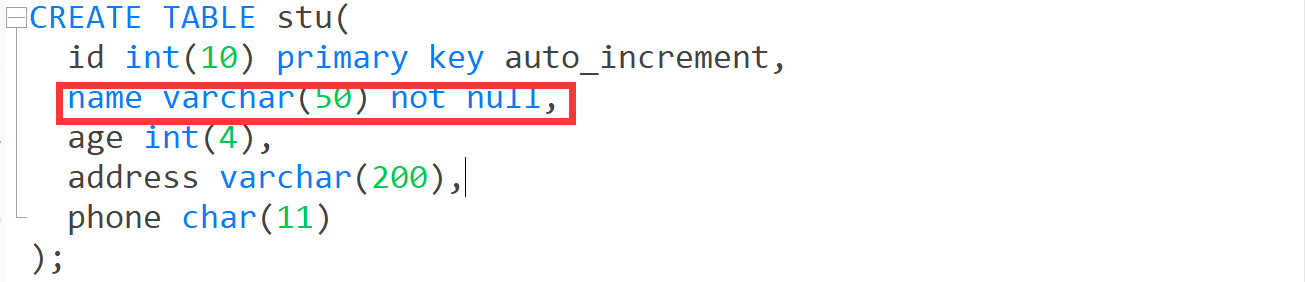 CREATE TABLE stu(
id int(10) primary key auto_increment,
name varchar(50) not null,
age int(4),
address varchar(200),
phone char(11)
);